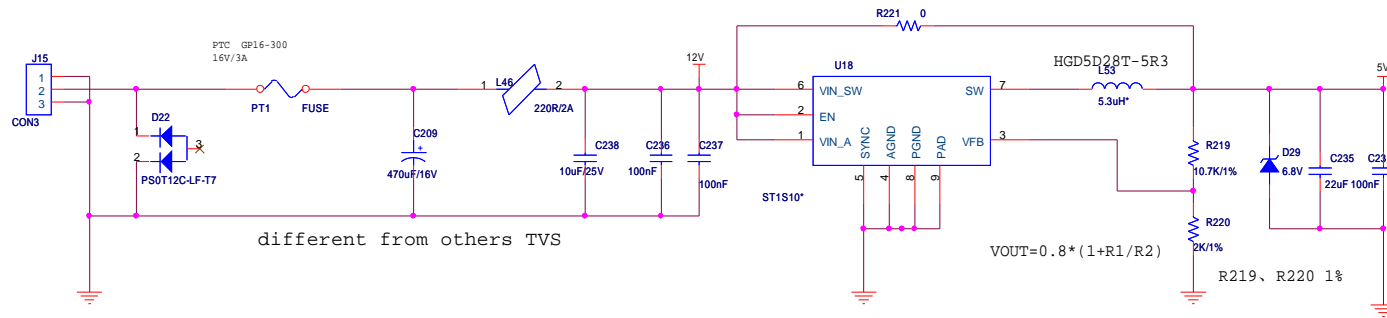 R221 0
PTC GP16-300
16V/3A
J15
1
2
3
CON3
PT1 FUSE
1 L46 2
220R/2A
12V
U18
HGD5D28T-5R3
L53
5.3uH*
5V
6 VIN_SW
2 EN
1 VIN_A
SW 7
VFB 3
SYNC
AGND
PGND
PAD
5
4
8
9
ST1S10*
D22
1
2
3
PS0T12C-LF-T7
C209
+
470uF/16V
C238
10uF/25V
C236
100nF
C237
100nF
R219
10.7K/1%
D29
6.8V
C235
22uF
C23
100nF
R220
2K/1%
different from others TVS
VOUT=0.8*(1+R1/R2)
R219、R220 1%